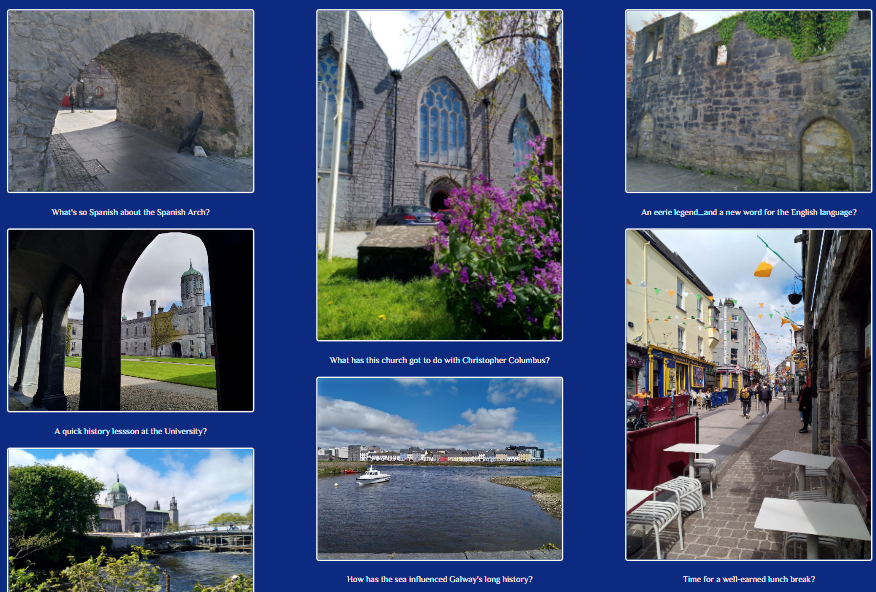 What's so Spanish about the Spanish Arch?
A quick history lessson at the University?
What has this church got to do with Christopher Columbus?
How has the sea influenced Galway's long history?
An eerie legend...and a new word for the English language?
Time for a well-earned lunch break?